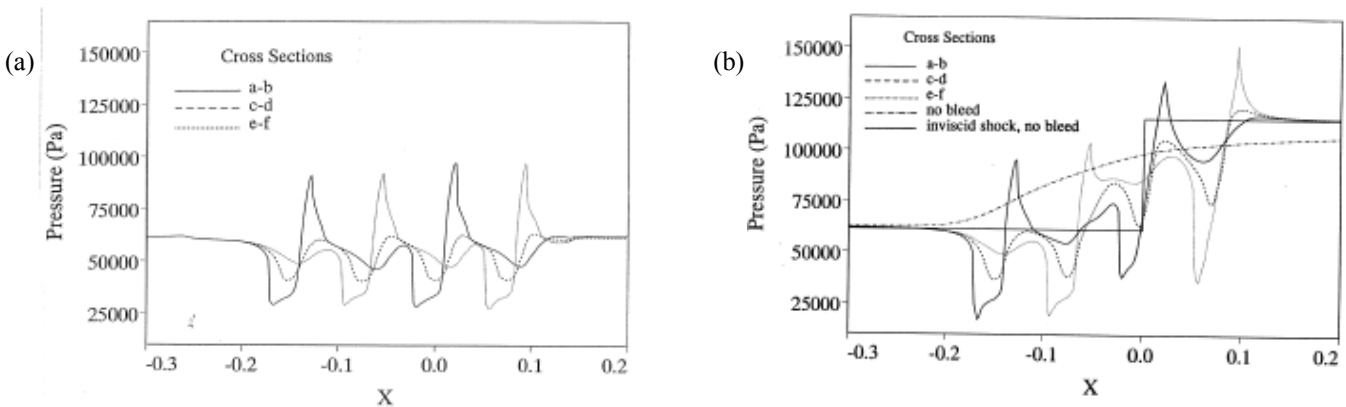 (a)
150000
125000
100000
75000
50000
25000
Pressure (Pa)
Cross Sections
a-b
c-d
e-f
-0.3
-0.2
-0.1
0.0
0.1
0.2
X
(b)
150000
125000
100000
75000
50000
25000
Pressure (Pa)
Cross Sections
a-b
c-d
e-f
no bleed
inviscid shock, no bleed
-0.3
-0.2
-0.1
0.0
0.1
0.2
X